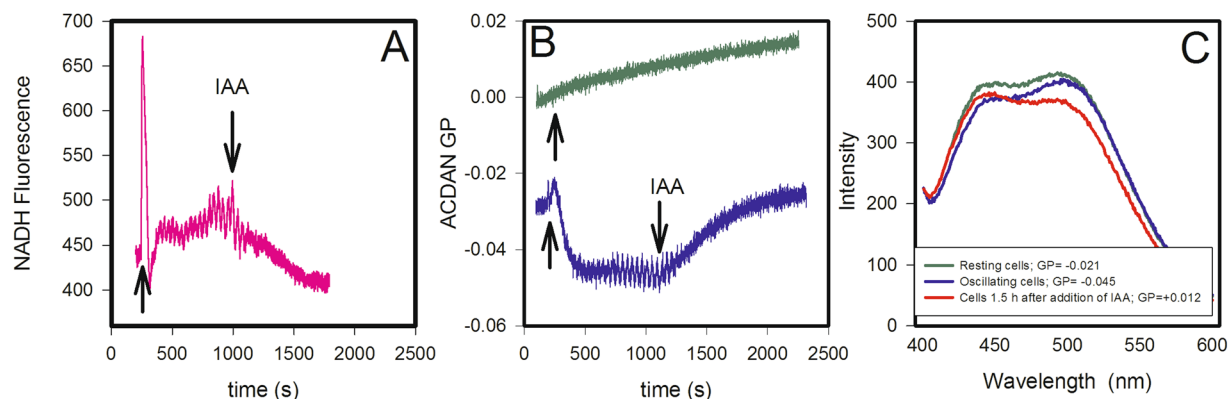 A
NADH Fluorescence
700
650
600
550
500
450
400
IAA
0
500
1000
1500
2000
2500
time (s)
B
ACDAN GP
0.02
0.00
-0.02
-0.04
-0.06
IAA
0
500
1000
1500
2000
2500
time (s)
C
Intensity
500
400
300
200
100
0
Resting cells; GP= -0.021
Oscillating cells; GP= -0.045
Cells 1.5 h after addition of IAA; GP=+0.012
400
450
500
550
600
Wavelength (nm)